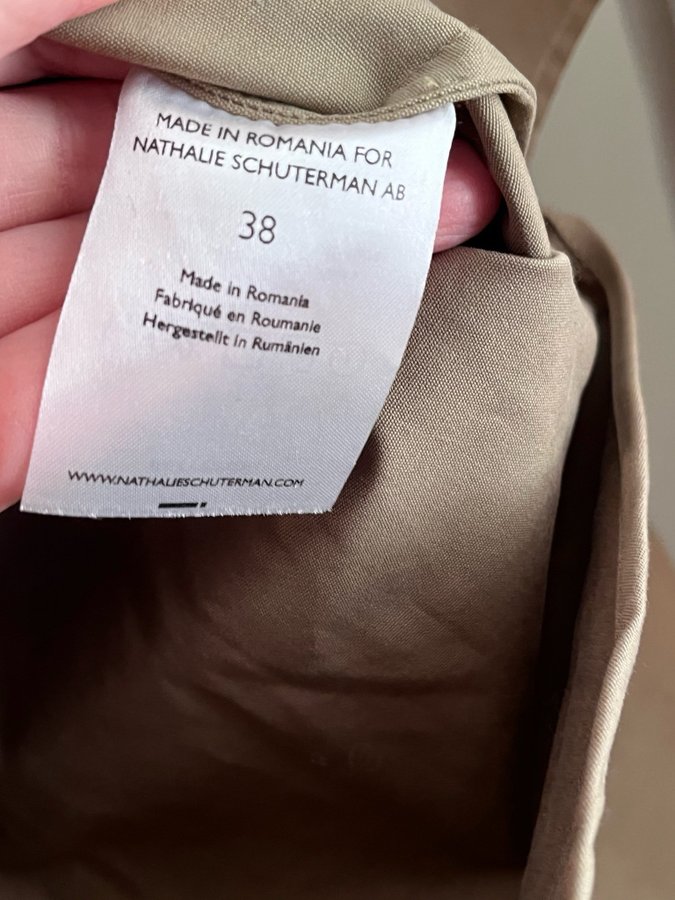 MADE IN ROMANIA FOR
NATHALIE SCHUTERMAN AB
38
Made in Romania
Fabriqué en Roumanie
Hergestellt in Rumänien
WWW.NATHALIESCHUTERMAN.COM